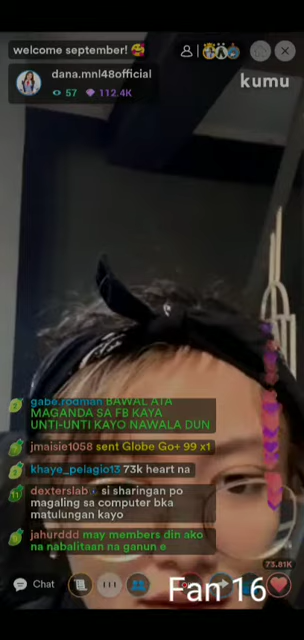 welcome september! 🥰
dana.mnl48official
57 112.4K
kumu
gabe.rodman BAWAL ATA
MAGANDA SA FB KAYA
UNTI-UNTI KAYO NAWALA DUN
jmaisie1058 sent Globe Go+ 99 x1
khaye_pelagio13 73k heart na
11 dexterslab si sharingan po
magaling sa computer bka
matulungan kayo
jahurddd may members din ako
na nabalitaan na ganun e
73.81K
Chat
Fan 16